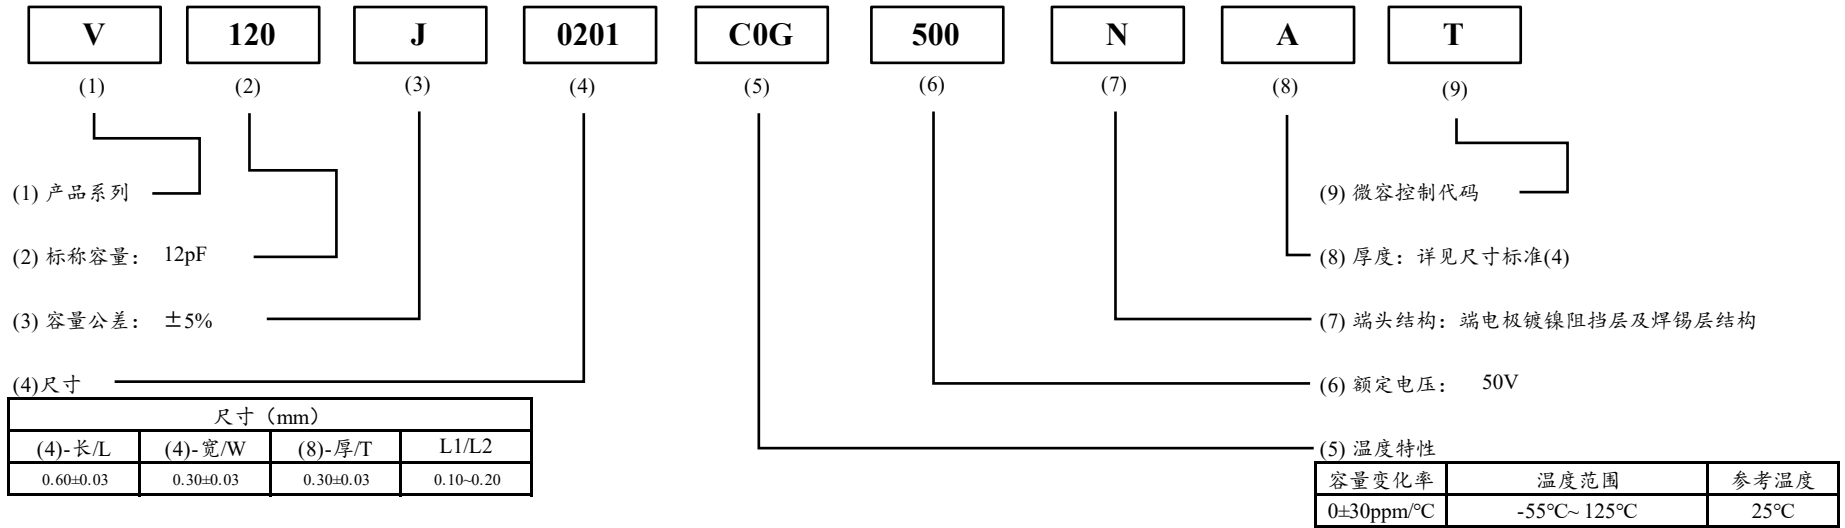 V 120 J 0201 C0G 500 N A T
(1) (2) (3) (4) (5) (6) (7) (8) (9)
(1) 产品系列
(9) 微容控制代码
(2) 标称容量： 12pF
(8) 厚度：详见尺寸标准(4)
(3) 容量公差： ±5%
(7) 端头结构：端电极镀镍阻挡层及焊锡层结构
(4)尺寸
(6) 额定电压： 50V
尺寸（mm）
(4)-长/L (4)-宽/W (8)-厚/T L1/L2
0.60±0.03 0.30±0.03 0.30±0.03 0.10~0.20
(5) 温度特性
容量变化率 温度范围 参考温度
0±30ppm/℃ -55℃~ 125℃ 25℃